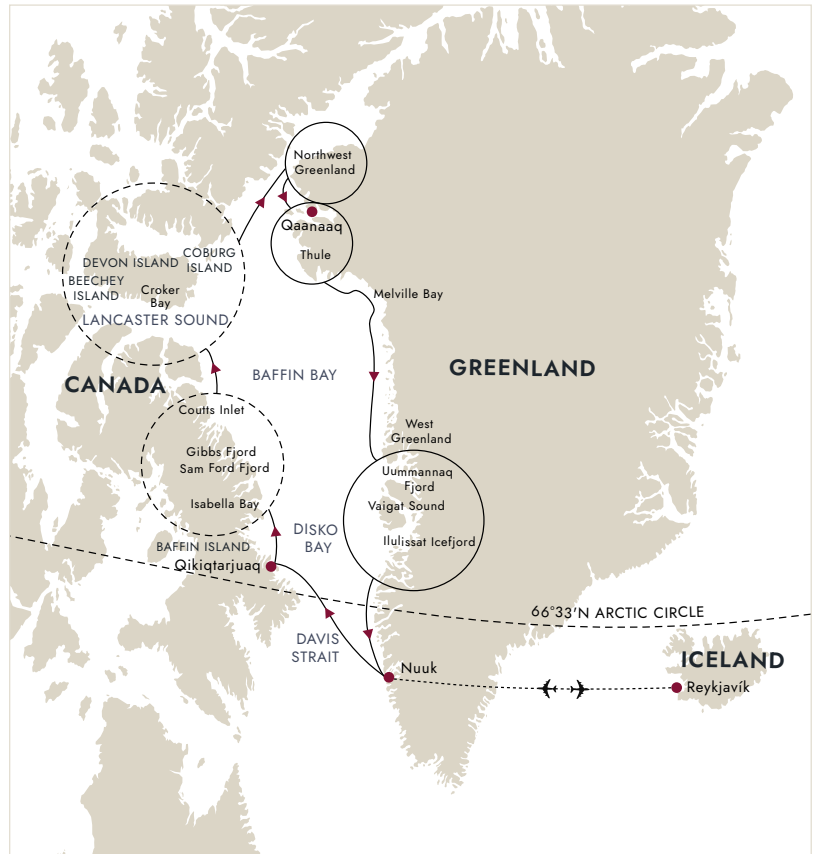 Northwest
Greenland
Qaanaaq
Thule
COBURG
ISLAND
DEVON ISLAND
BEECHEY
ISLAND
Croker
Bay
LANCASTER SOUND
Melville Bay
GREENLAND
BAFFIN BAY
CANADA
Coutts Inlet
West
Greenland
Gibbs Fjord
Sam Ford Fjord
Uummannaq
Fjord
Isabella Bay
Vaigat Sound
DISKO
BAY
Ilulissat Icefjord
BAFFIN ISLAND
Qikiqtarjuaq
66°33'N ARCTIC CIRCLE
DAVIS
STRAIT
Nuuk
ICELAND
Reykjavík